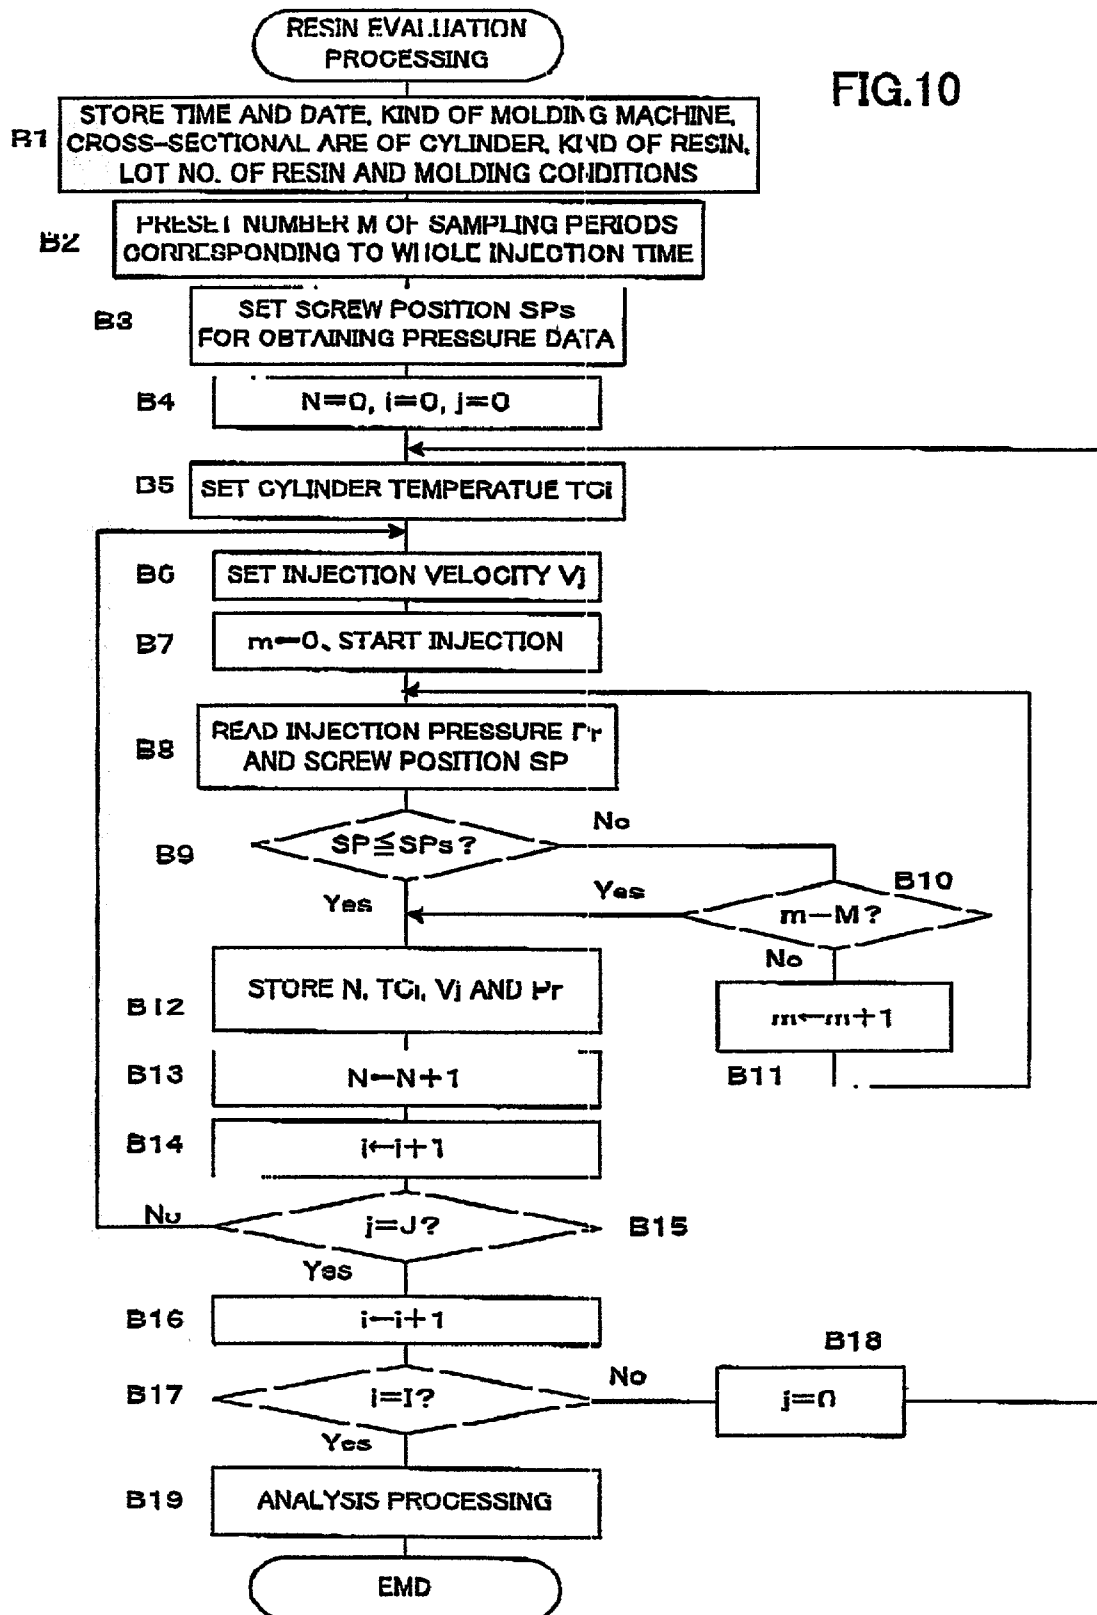 RESIN EVALUATION
PROCESSING
FIG.10
B1
STORE TIME AND DATE, KIND OF MOLDING MACHINE,
CROSS-SECTIONAL ARE OF CYLINDER, KIND OF RESIN,
LOT NO. OF RESIN AND MOLDING CONDITIONS
B2
PRESET NUMBER M OF SAMPLING PERIODS
CORRESPONDING TO WHOLE INJECTION TIME
B3
SET SCREW POSITION SPs
FOR OBTAINING PRESSURE DATA
B4
N=0, i=0, j=0
B5
SET CYLINDER TEMPERATUE TCi
B6
SET INJECTION VELOCITY Vj
B7
m←0, START INJECTION
B8
READ INJECTION PRESSURE Pr
AND SCREW POSITION SP
B9
SP≦SPs?
No
Yes
B10
m=M?
Yes
No
B11
m←m+1
B12
STORE N, TCi, Vj AND Pr
B13
N←N+1
B14
i←i+1
B15
j=J?
No
Yes
B16
i←i+1
B17
i=I?
No
Yes
B18
j=0
B19
ANALYSIS PROCESSING
EMD